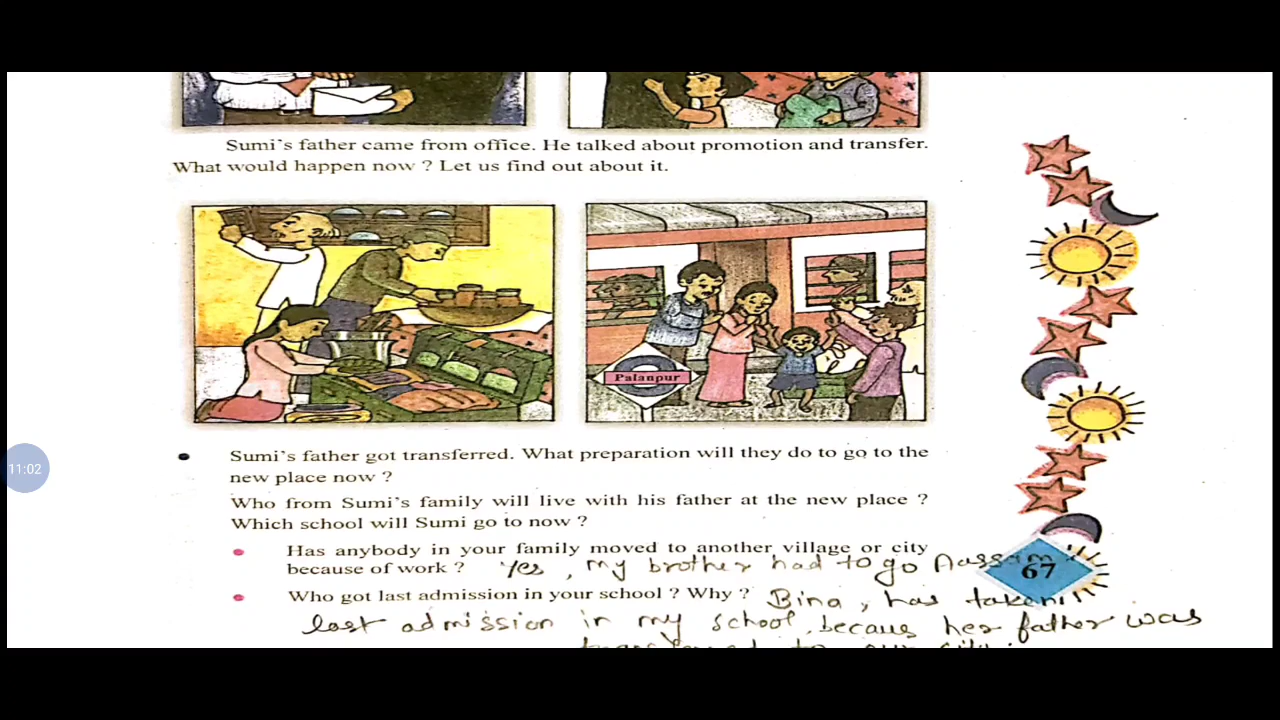 Sumi's father came from office. He talked about promotion and transfer.
What would happen now ? Let us find out about it.
Palanpur
11:02
Sumi's father got transferred. What preparation will they do to go to the
new place now ?
Who from Sumi's family will live with his father at the new place ?
Which school will Sumi go to now ?
Has anybody in your family moved to another village or city
because of work ? Yes, my brother had to go Aassam.
67
Who got last admission in your school ? Why ? Bina, has taken
last admission in my school, becaus her father was
to our city.